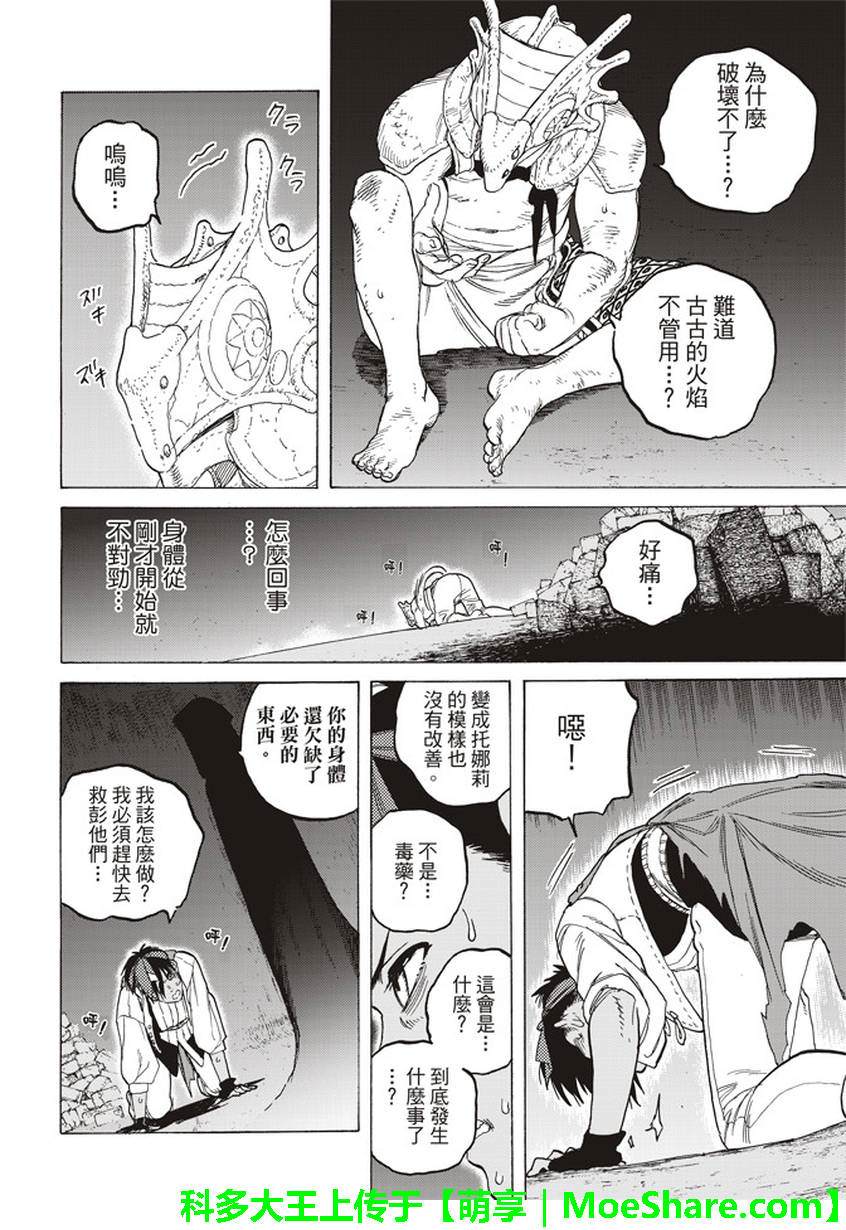 為什麼
破壞不了…?
難道
古古的火焰
不管用…?
クラ
クラ
嗚嗚…
ズキ
ズキ
好痛…
呼!
呼!
呼!
怎麼回事
…?
身體從
剛才開始就
不對勁…
噁!
變成托娜莉
的模樣也
沒有改善。
不是…
毒藥?
這會是…
什麼?
到底發生
什麼事了
…?
你的身體
還欠缺了
必要的
東西。
我該怎麼做?
我必須趕快去
救彭他們…
呼!
呼!
科多大王上传于【萌享|MoeShare.com】